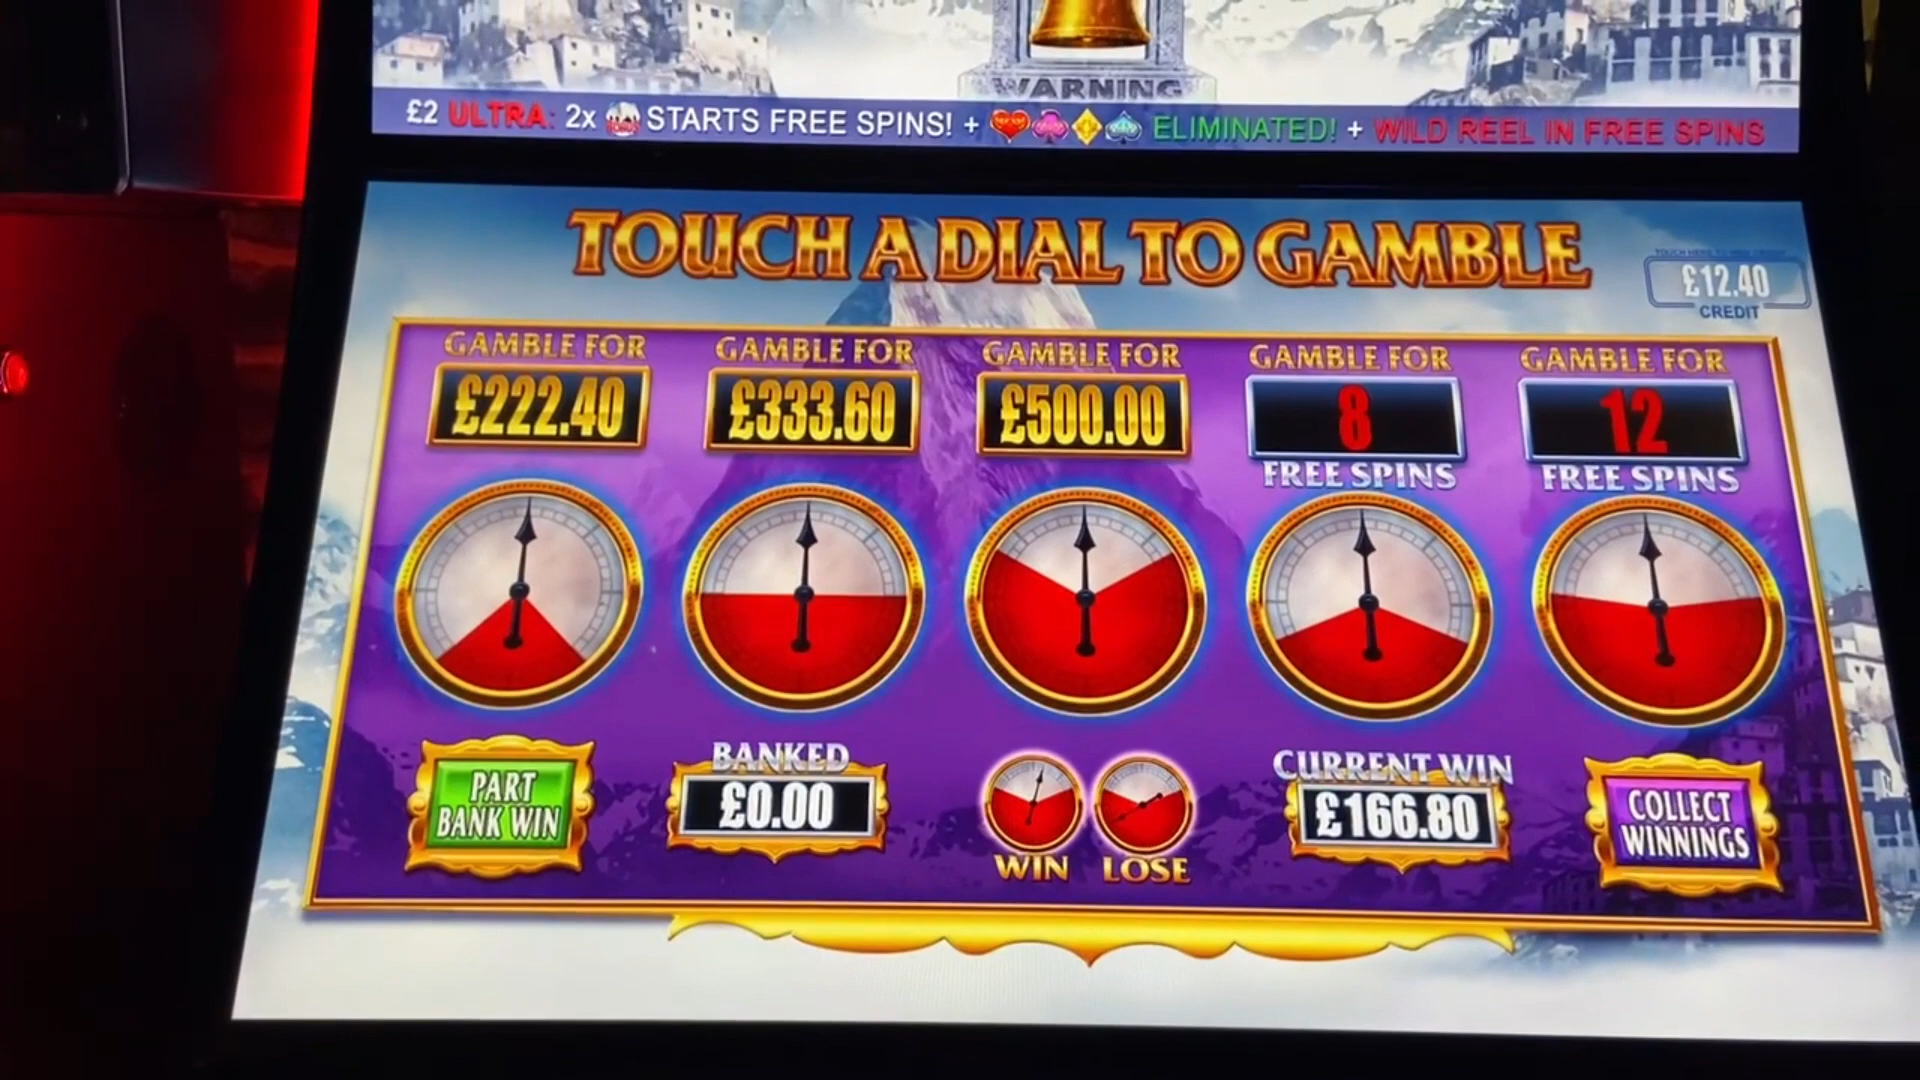 WARNING
£2 ULTRA: 2x BONUS STARTS FREE SPINS! + ELIMINATED! + WILD REEL IN FREE SPINS
TOUCH A DIAL TO GAMBLE
£12.40
CREDIT
GAMBLE FOR GAMBLE FOR GAMBLE FOR GAMBLE FOR GAMBLE FOR
£222.40 £333.60 £500.00 8 12
FREE SPINS FREE SPINS
PART
BANK WIN
BANKED
£0.00
WIN LOSE
CURRENT WIN
£166.80
COLLECT
WINNINGS